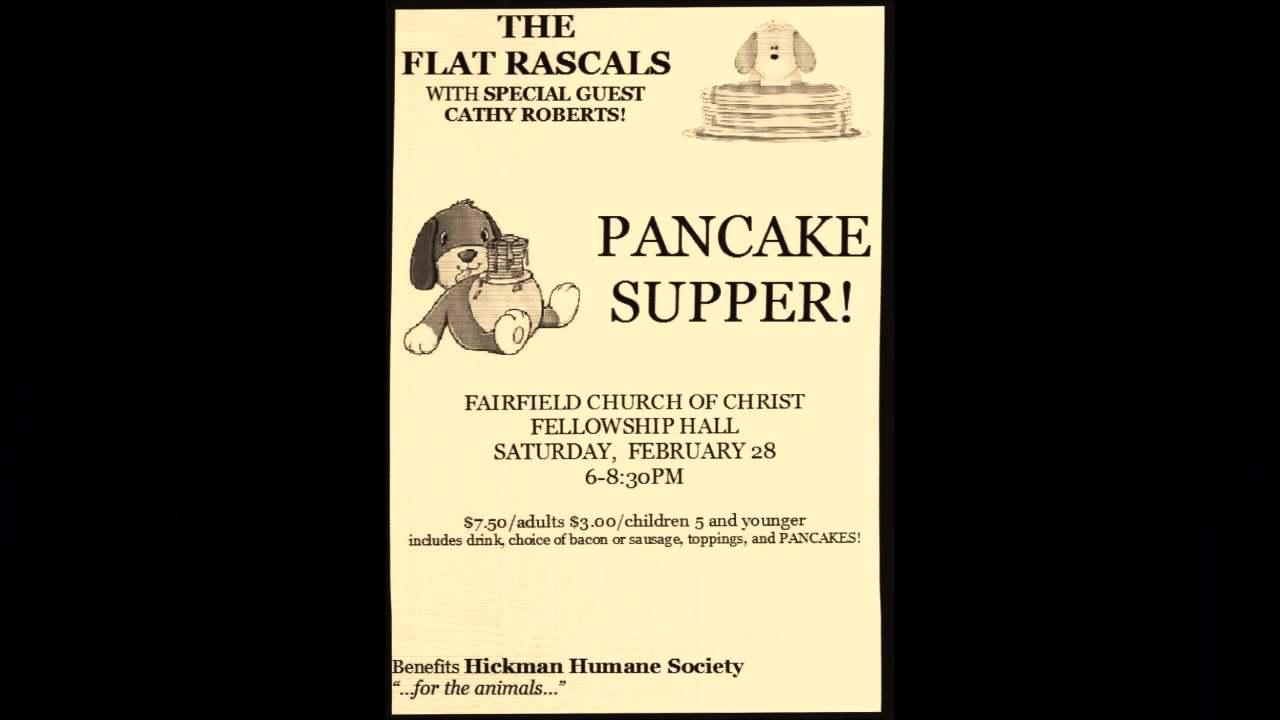 THE
FLAT RASCALS
WITH SPECIAL GUEST
CATHY ROBERTS!
PANCAKE
SUPPER!
FAIRFIELD CHURCH OF CHRIST
FELLOWSHIP HALL
SATURDAY, FEBRUARY 28
6-8:30PM
$7.50/adults $3.00/children 5 and younger
includes drink, choice of bacon or sausage, toppings, and PANCAKES!
Benefits Hickman Humane Society
“...for the animals...”